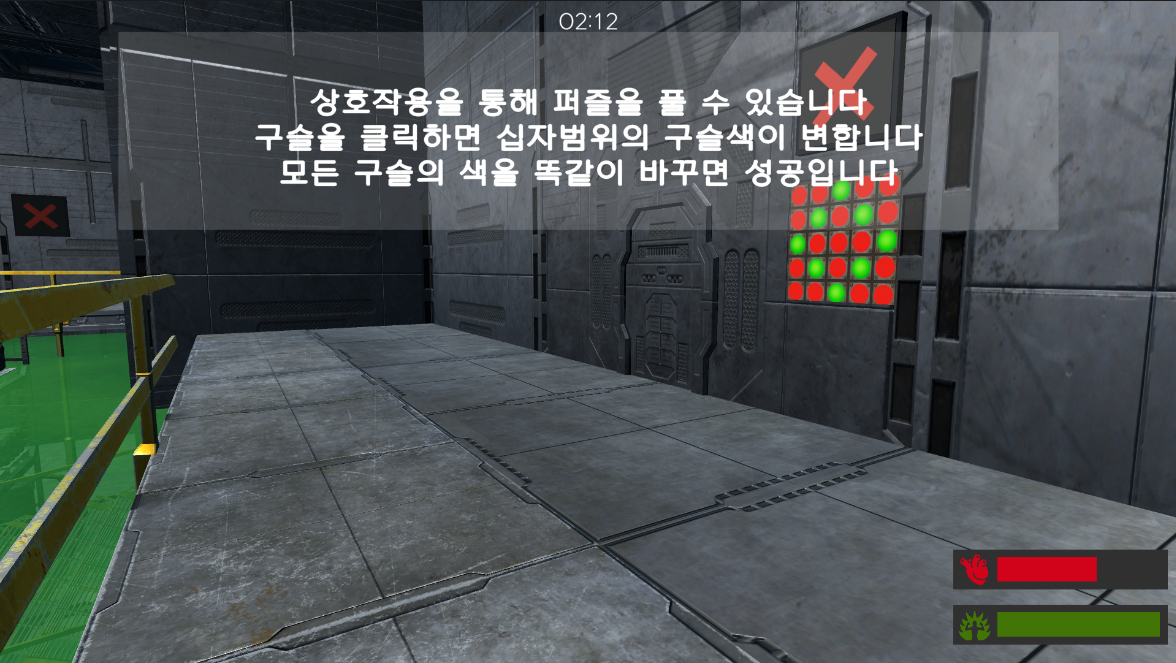 02:12
상호작용을 통해 퍼즐을 풀 수 있습니다
구슬을 클릭하면 십자범위의 구슬색이 변합니다
모든 구슬의 색을 똑같이 바꾸면 성공입니다